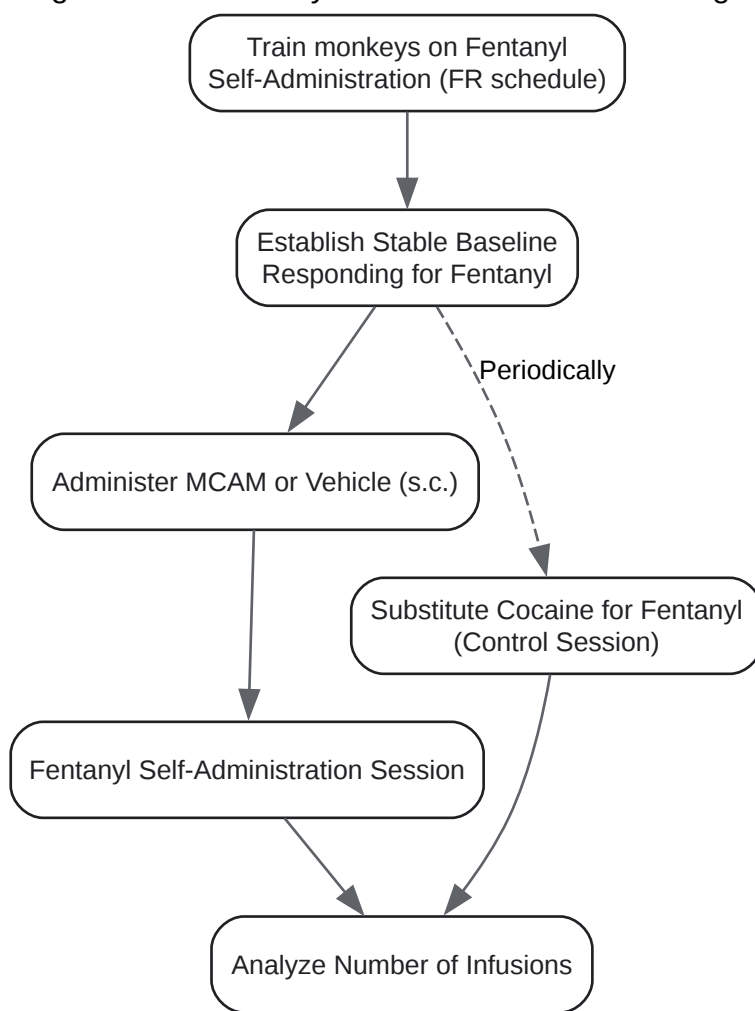 Train monkeys on Fentanyl
Self-Administration (FR schedule)
Establish Stable Baseline
Responding for Fentanyl
Periodically
Administer MCAM or Vehicle (s.c.)
Substitute Cocaine for Fentanyl
(Control Session)
Fentanyl Self-Administration Session
Analyze Number of Infusions